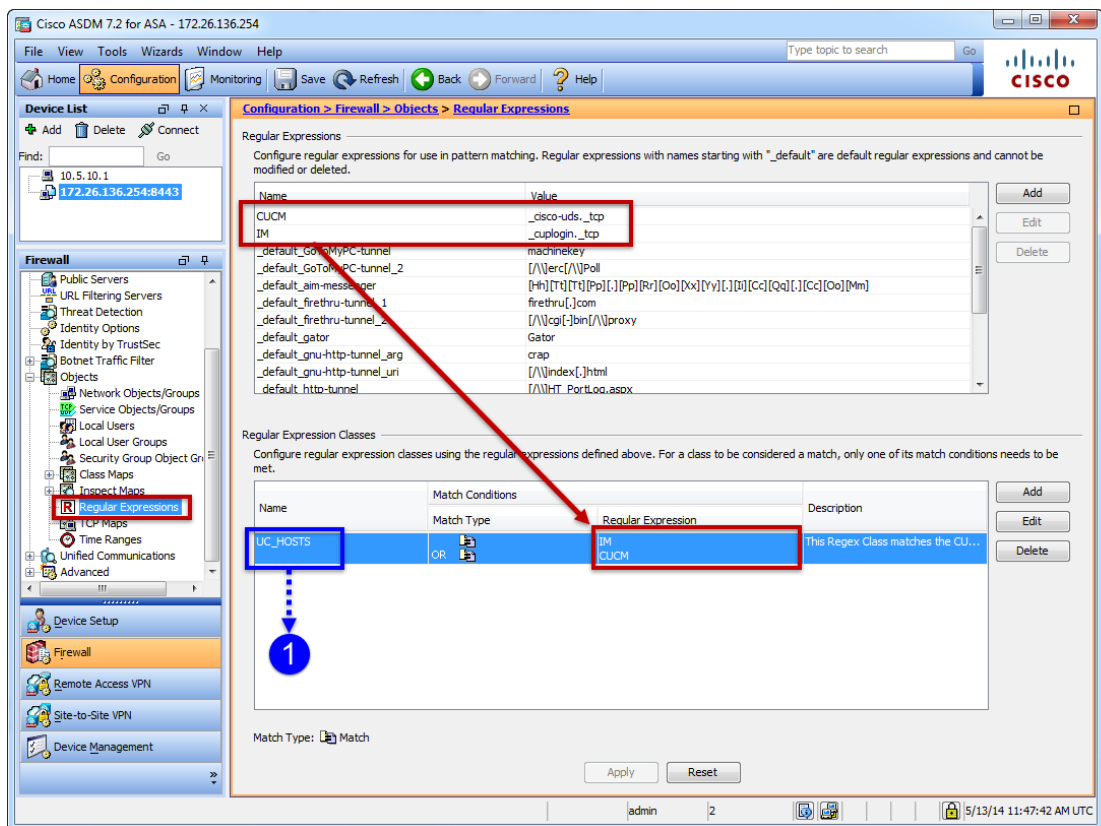 Cisco ASDM 7.2 for ASA - 172.26.136.254
File View Tools Wizards Window Help
Type topic to search Go
Home Configuration Monitoring Save Refresh Back Forward Help
CISCO
Device List
Add Delete Connect
Find: Go
10.5.10.1
172.26.136.254:8443
Firewall
Public Servers
URL Filtering Servers
Threat Detection
Identity Options
Identity by TrustSec
Botnet Traffic Filter
Objects
Network Objects/Groups
Service Objects/Groups
Local Users
Local User Groups
Security Group Object Gr
Class Maps
Inspect Maps
Regular Expressions
TCP Maps
Time Ranges
Unified Communications
Advanced
Device Setup
Firewall
Remote Access VPN
Site-to-Site VPN
Device Management
Configuration > Firewall > Objects > Regular Expressions
Regular Expressions
Configure regular expressions for use in pattern matching. Regular expressions with names starting with "_default" are default regular expressions and cannot be
modified or deleted.
Name Value
CUCM _cisco-uds._tcp
IM _cuplogin._tcp
_default_GoToMyPC-tunnel machinekey
_default_GoToMyPC-tunnel_2 [/\\]erc[/\\]Poll
_default_aim-messenger [Hh][Tt][Tt][Pp][.][Pp][Rr][Oo][Xx][Yy][.][Ii][Cc][Qq][.][Cc][Oo][Mm]
_default_firethru-tunnel_1 firethru[.]com
_default_firethru-tunnel_2 [/\\]cgi[-]bin[/\\]proxy
_default_gator Gator
_default_gnu-http-tunnel_arg crap
_default_gnu-http-tunnel_uri [/\\]index[.]html
_default_http-tunnel [/\\]HT_PortLog.aspx
Add
Edit
Delete
Regular Expression Classes
Configure regular expression classes using the regular expressions defined above. For a class to be considered a match, only one of its match conditions needs to be
met.
Name Match Conditions Description
Match Type Regular Expression
UC_HOSTS IM This Regex Class matches the CU...
OR CUCM
Add
Edit
Delete
1
Match Type: Match
Apply Reset
admin 2 5/13/14 11:47:42 AM UTC